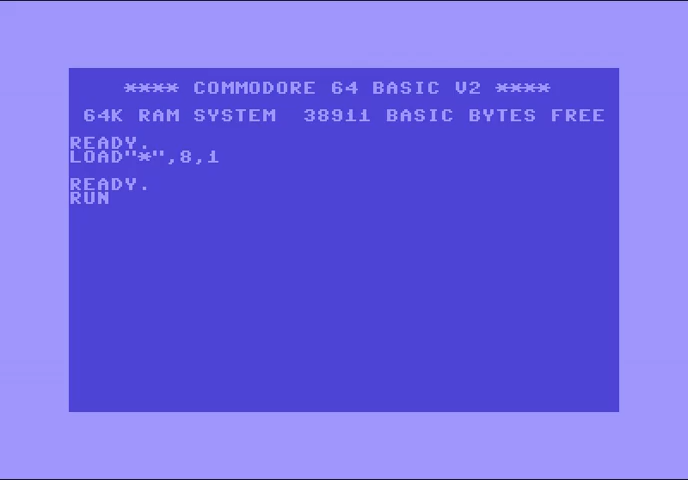 **** COMMODORE 64 BASIC V2 ****
64K RAM SYSTEM  38911 BASIC BYTES FREE
READY.
LOAD"*",8,1
READY.
RUN